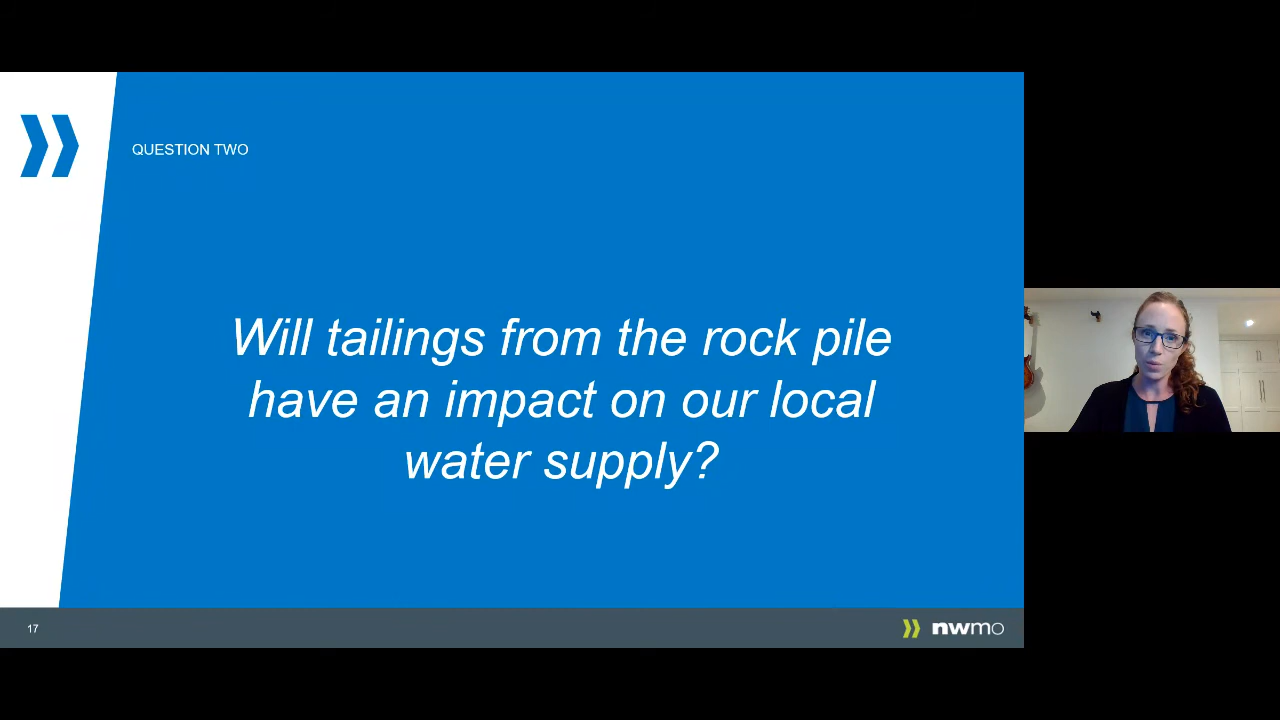 QUESTION TWO
Will tailings from the rock pile
have an impact on our local
water supply?
17
nwmo